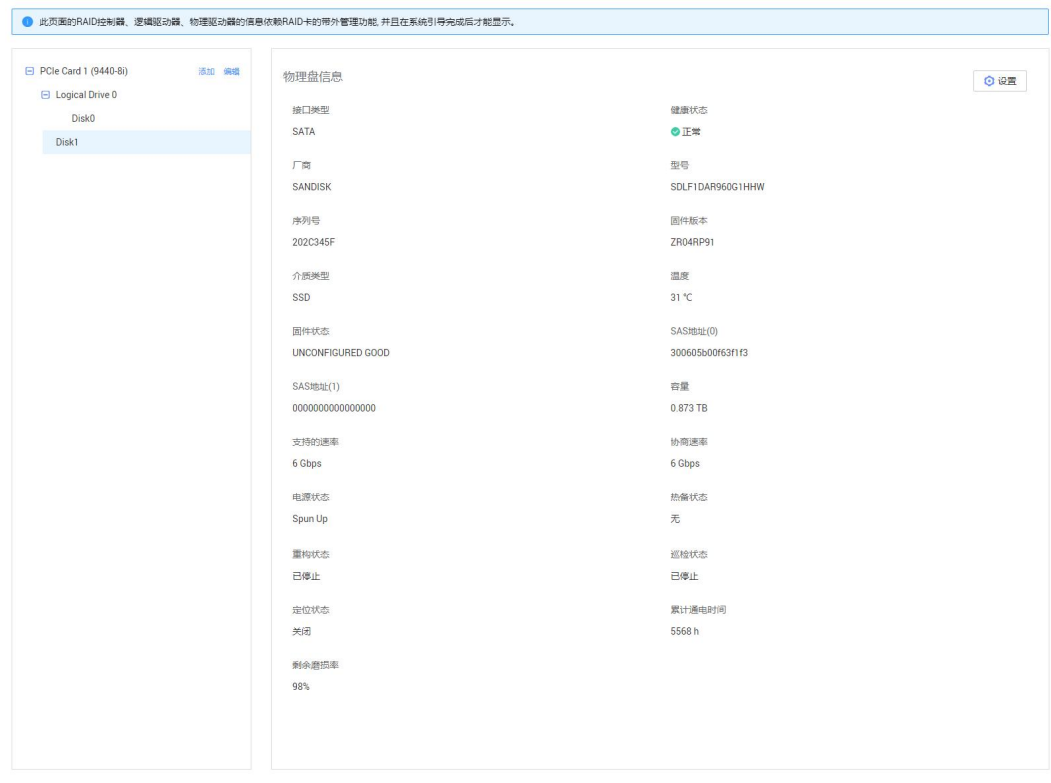 此页面的RAID控制器、逻辑驱动器、物理驱动器的信息依赖RAID卡的带外管理功能, 并且在系统引导完成后才能显示。
PCIe Card 1 (9440-8i) 添加 编辑
Logical Drive 0
Disk0
Disk1
物理盘信息
设置
接口类型 健康状态
SATA 正常
厂商 型号
SANDISK SDLF1DAR960G1HHW
序列号 固件版本
202C345F ZR04RP91
介质类型 温度
SSD 31 ℃
固件状态 SAS地址(0)
UNCONFIGURED GOOD 300605b00f63f1f3
SAS地址(1) 容量
0000000000000000 0.873 TB
支持的速率 协商速率
6 Gbps 6 Gbps
电源状态 热备状态
Spun Up 无
重构状态 巡检状态
已停止 已停止
定位状态 累计通电时间
关闭 5568 h
剩余磨损率
98%